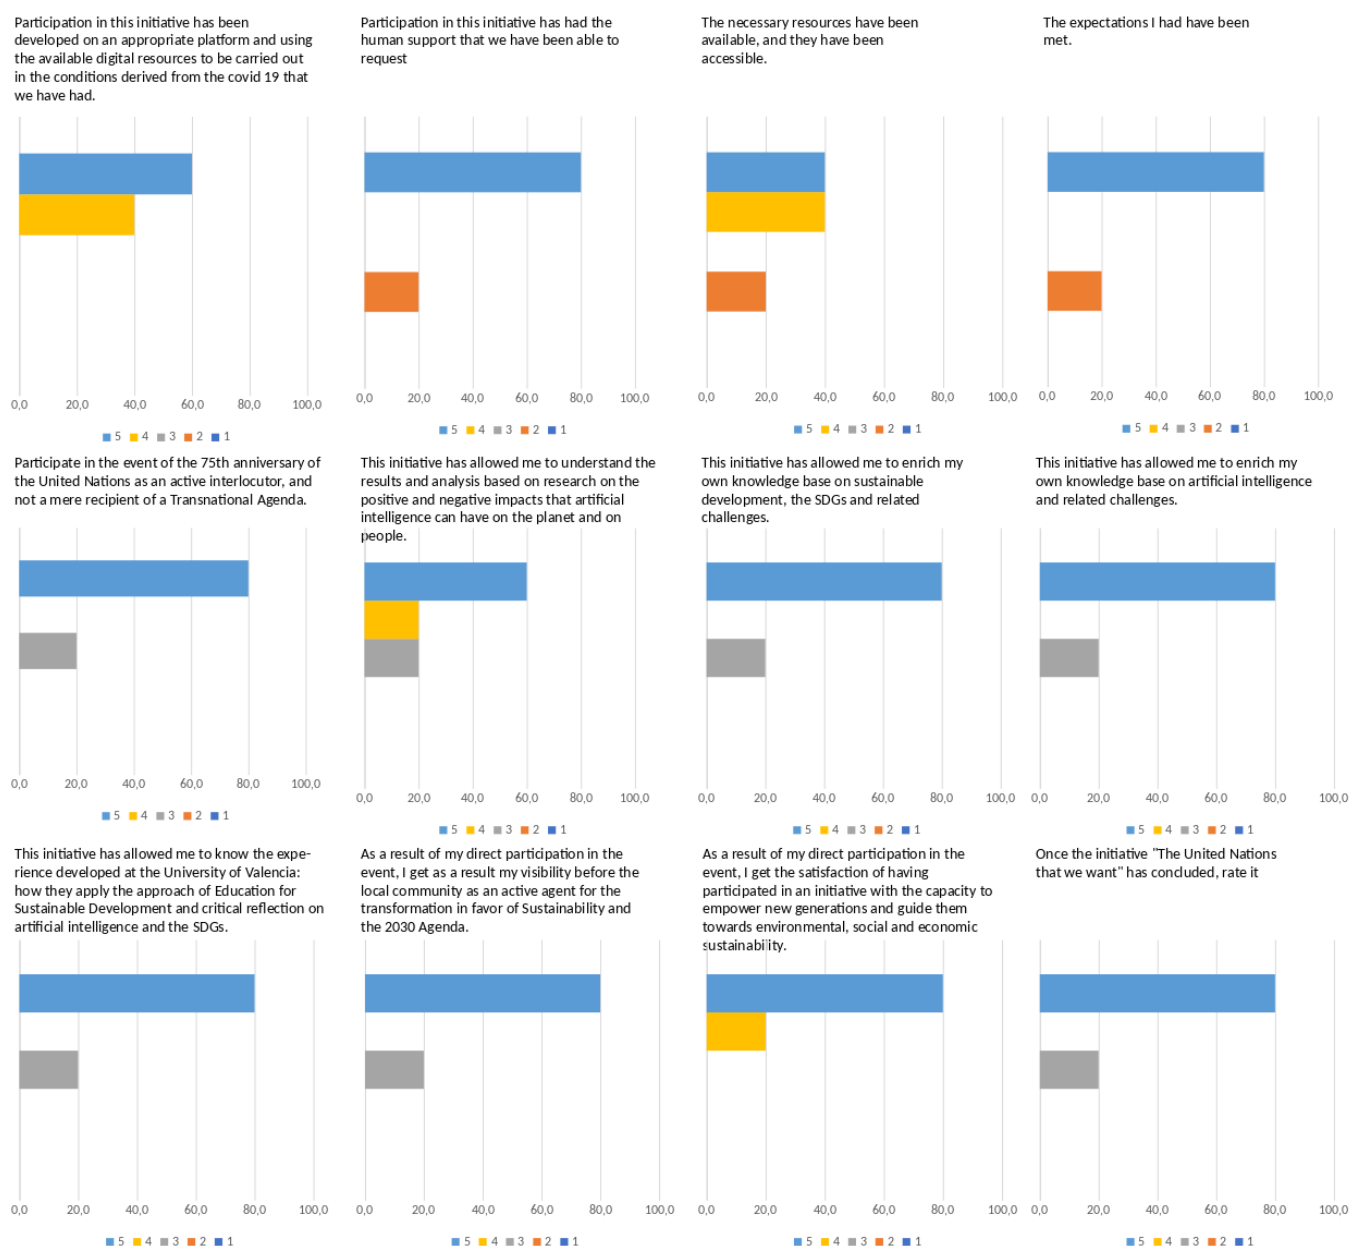 Participation in this initiative has been
developed on an appropriate platform and using
the available digital resources to be carried out
in the conditions derived from the covid 19 that
we have had.
0,0 20,0 40,0 60,0 80,0 100,0
5 4 3 2 1
Participation in this initiative has had the
human support that we have been able to
request
0,0 20,0 40,0 60,0 80,0 100,0
5 4 3 2 1
The necessary resources have been
available, and they have been
accessible.
0,0 20,0 40,0 60,0 80,0 100,0
5 4 3 2 1
The expectations I had have been
met.
0,0 20,0 40,0 60,0 80,0 100,0
5 4 3 2 1
Participate in the event of the 75th anniversary of
the United Nations as an active interlocutor, and
not a mere recipient of a Transnational Agenda.
0,0 20,0 40,0 60,0 80,0 100,0
5 4 3 2 1
This initiative has allowed me to understand the
results and analysis based on research on the
positive and negative impacts that artificial
intelligence can have on the planet and on
people.
0,0 20,0 40,0 60,0 80,0 100,0
5 4 3 2 1
This initiative has allowed me to enrich my
own knowledge base on sustainable
development, the SDGs and related
challenges.
0,0 20,0 40,0 60,0 80,0 100,0
5 4 3 2 1
This initiative has allowed me to enrich my
own knowledge base on artificial intelligence
and related challenges.
0,0 20,0 40,0 60,0 80,0 100,0
5 4 3 2 1
This initiative has allowed me to know the expe-
rience developed at the University of Valencia:
how they apply the approach of Education for
Sustainable Development and critical reflection on
artificial intelligence and the SDGs.
0,0 20,0 40,0 60,0 80,0 100,0
5 4 3 2 1
As a result of my direct participation in the
event, I get as a result my visibility before the
local community as an active agent for the
transformation in favor of Sustainability and
the 2030 Agenda.
0,0 20,0 40,0 60,0 80,0 100,0
5 4 3 2 1
As a result of my direct participation in the
event, I get the satisfaction of having
participated in an initiative with the capacity to
empower new generations and guide them
towards environmental, social and economic
sustainability.
0,0 20,0 40,0 60,0 80,0 100,0
5 4 3 2 1
Once the initiative "The United Nations
that we want" has concluded, rate it
0,0 20,0 40,0 60,0 80,0 100,0
5 4 3 2 1